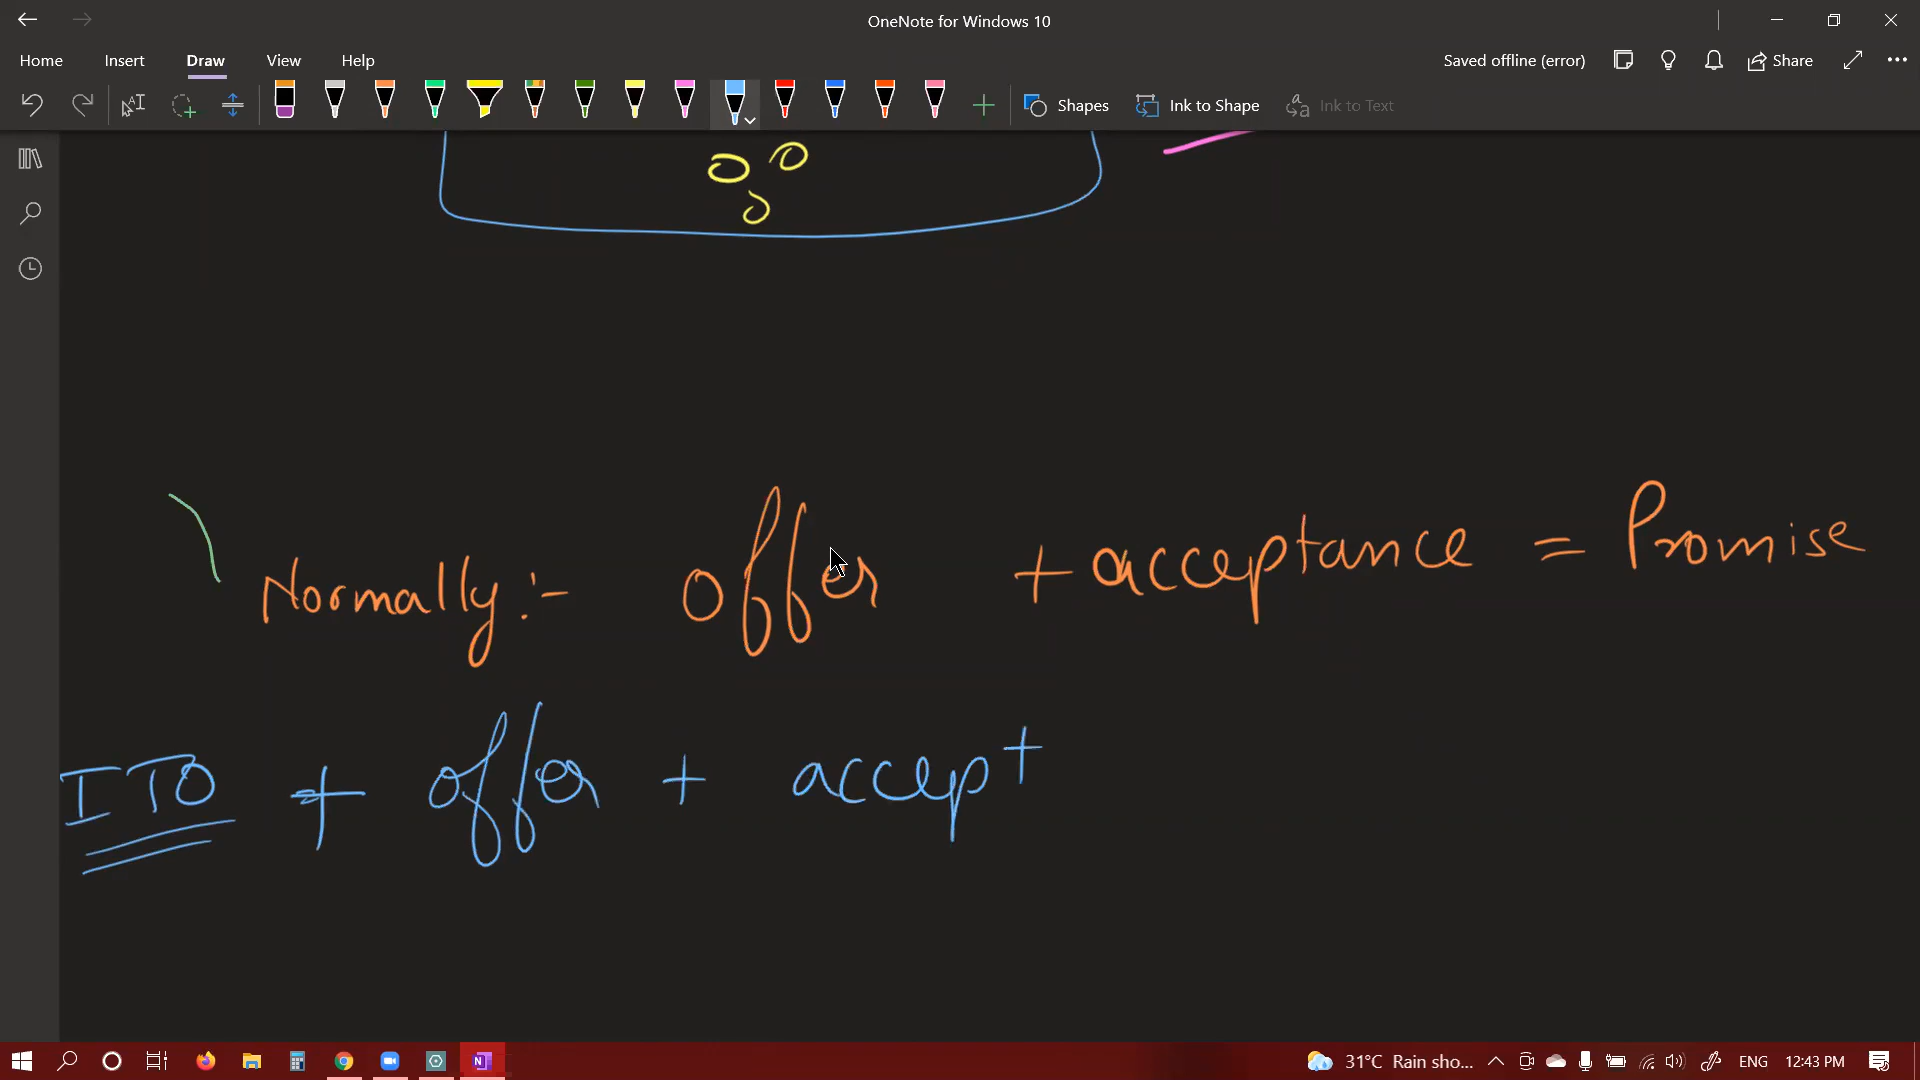 OneNote for Windows 10
Home Insert Draw View Help Saved offline (error) Share
Shapes Ink to Shape Ink to Text
Normally :- offer + acceptance = Promise
ITO + offer + accept
31°C Rain sho... ENG 12:43 PM